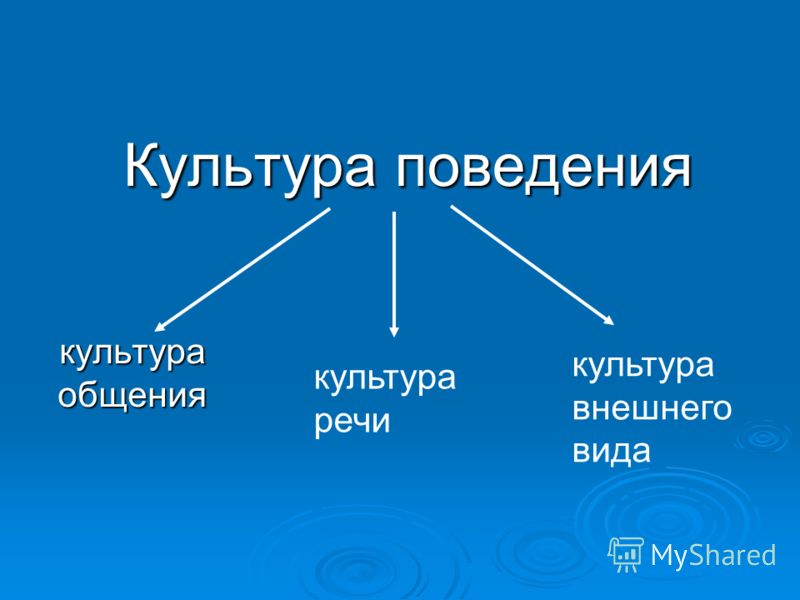 Культура поведения
культура
общения
культура
речи
культура
внешнего
вида
MyShared